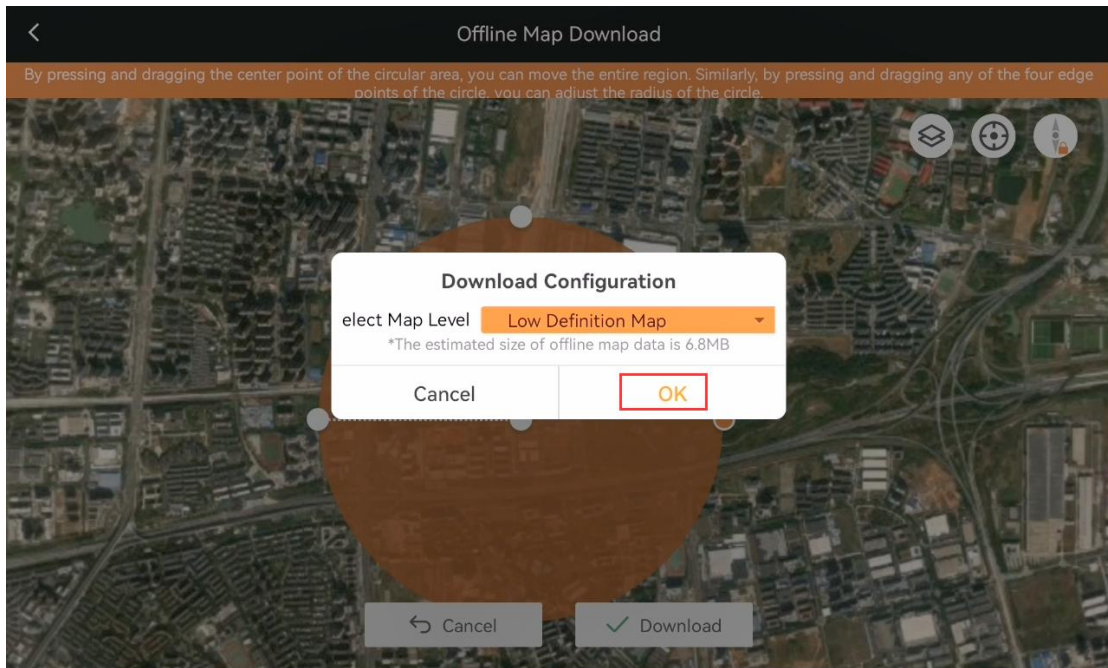 Offline Map Download
By pressing and dragging the center point of the circular area, you can move the entire region. Similarly, by pressing and dragging any of the four edge
points of the circle, you can adjust the radius of the circle.
Download Configuration
elect Map Level Low Definition Map
*The estimated size of offline map data is 6.8MB
Cancel OK
Cancel Download